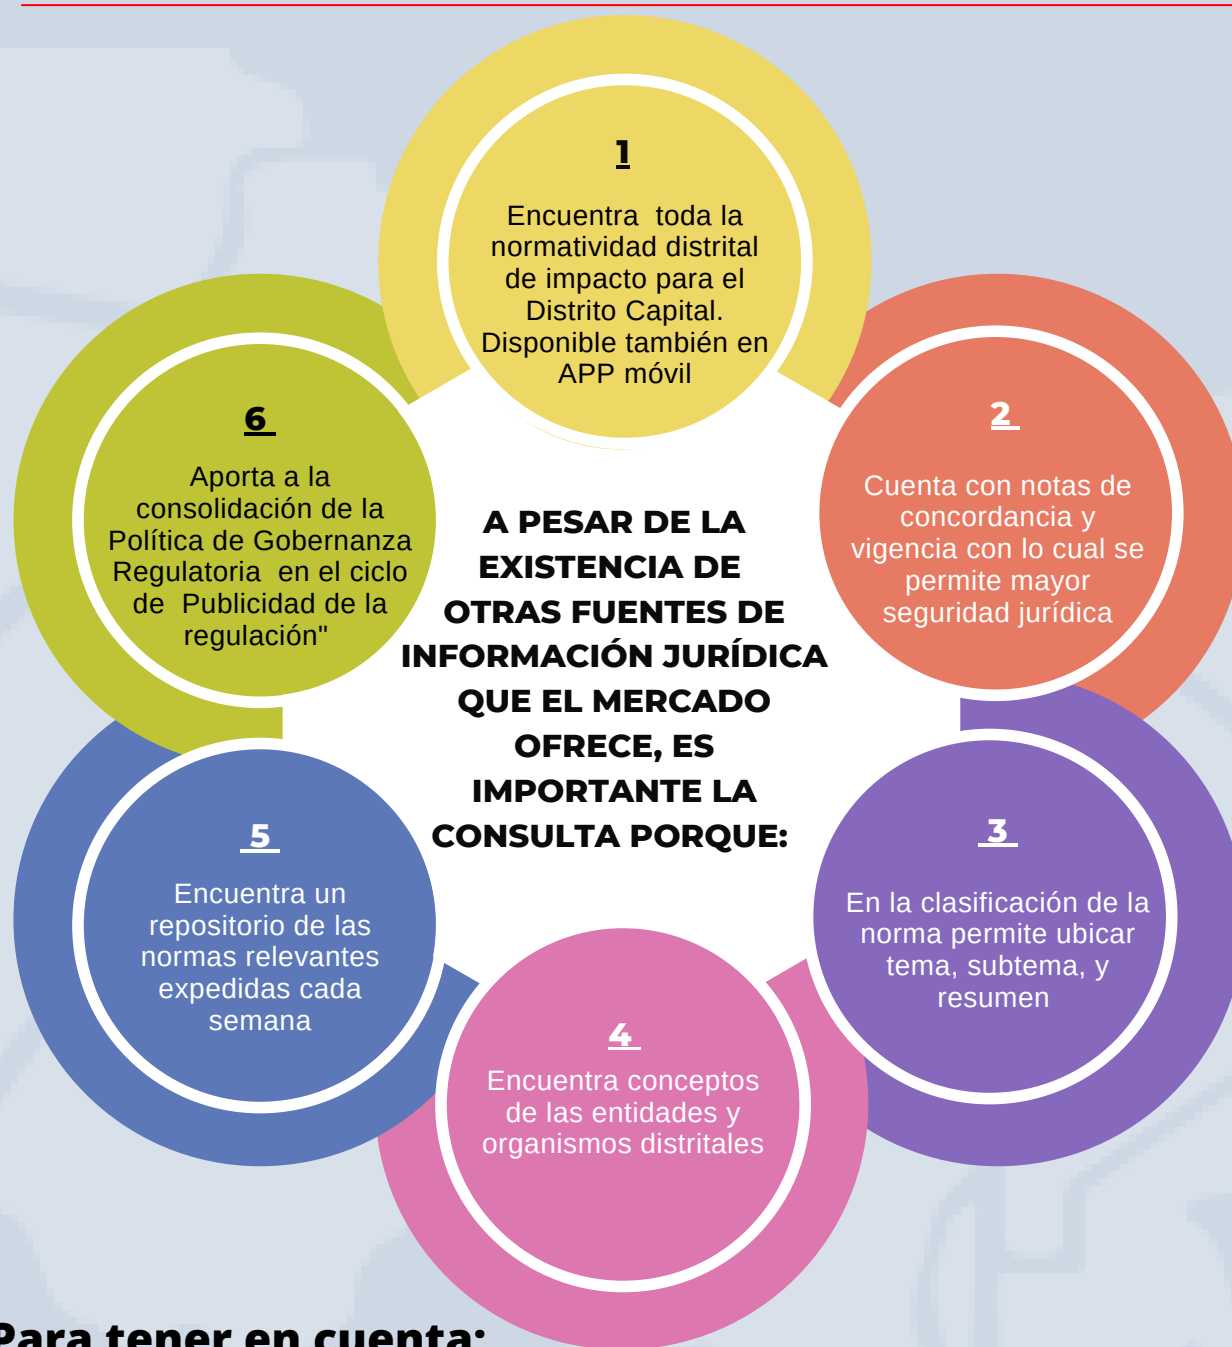 1
Encuentra  toda la
normatividad distrital
de impacto para el
Distrito Capital.
Disponible también en
APP móvil
2
Cuenta con notas de
concordancia y
vigencia con lo cual se
permite mayor
seguridad jurídica
3
En la clasificación de la
norma permite ubicar
tema, subtema, y
resumen
4
Encuentra conceptos
de las entidades y
organismos distritales
5
Encuentra un
repositorio de las
normas relevantes
expedidas cada
semana
6
Aporta a la
consolidación de la
Política de Gobernanza
Regulatoria  en el ciclo
de  Publicidad de la
regulación"
A PESAR DE LA
EXISTENCIA DE
OTRAS FUENTES DE
INFORMACIÓN JURÍDICA
QUE EL MERCADO
OFRECE, ES
IMPORTANTE LA
CONSULTA PORQUE:
Para tener en cuenta: